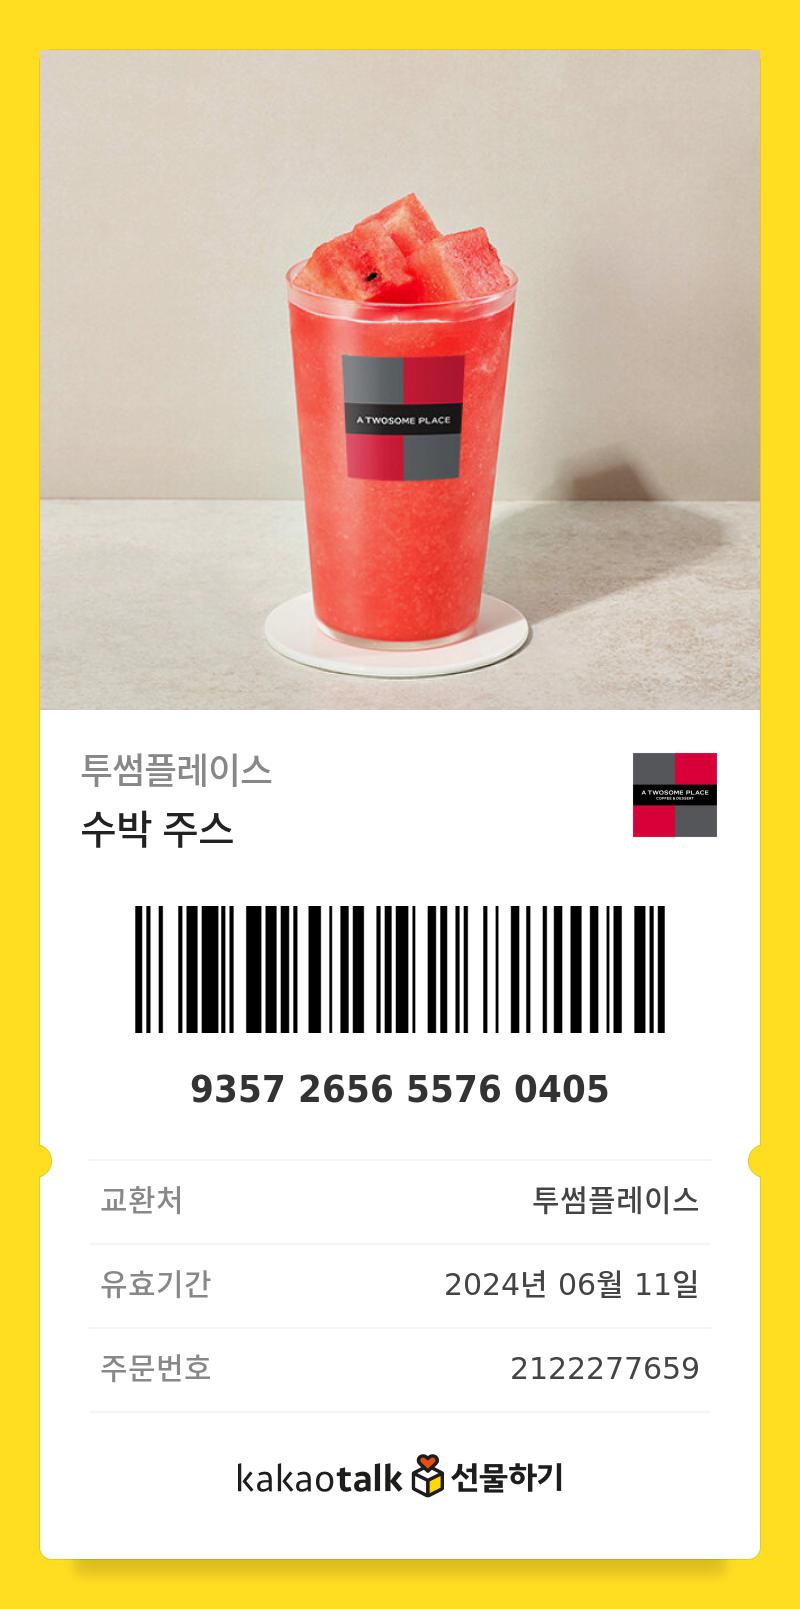 A TWOSOME PLACE
투썸플레이스
수박 주스
A TWOSOME PLACE
COFFEE & DESSERT
9357 2656 5576 0405
교환처 투썸플레이스
유효기간 2024년 06월 11일
주문번호 2122277659
kakaotalk 선물하기